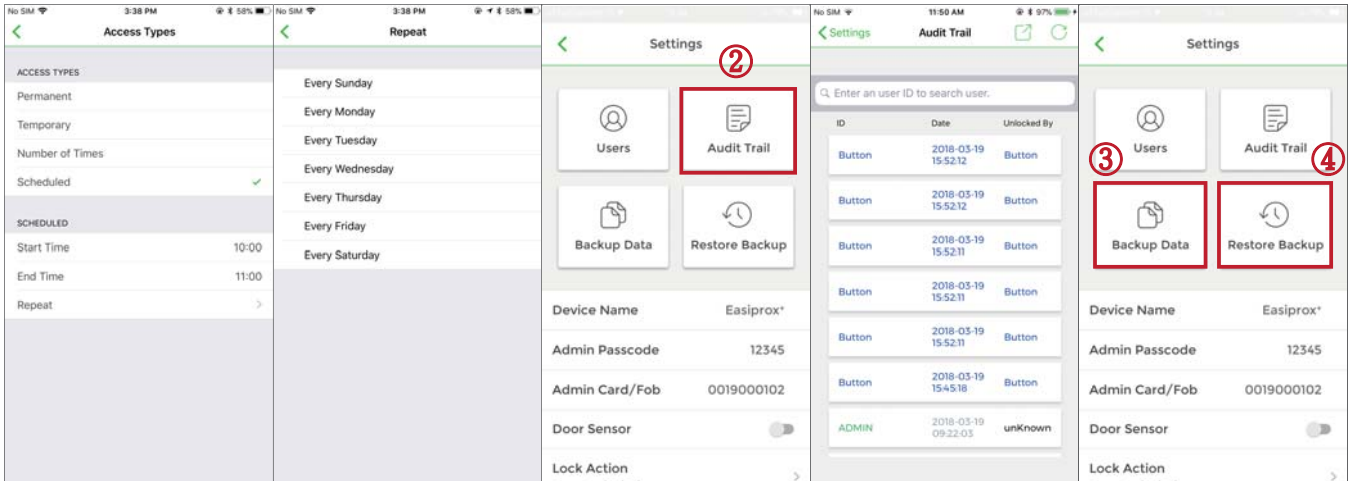 No SIM 3:38 PM 58%
Access Types
ACCESS TYPES
Permanent
Temporary
Number of Times
Scheduled
SCHEDULED
Start Time 10:00
End Time 11:00
Repeat
No SIM 3:38 PM 58%
Repeat
Every Sunday
Every Monday
Every Tuesday
Every Wednesday
Every Thursday
Every Friday
Every Saturday
Settings
②
Users Audit Trail
Backup Data Restore Backup
Device Name Easiprox+
Admin Passcode 12345
Admin Card/Fob 0019000102
Door Sensor
Lock Action
No SIM 11:50 AM 97%
Settings Audit Trail
Enter an user ID to search user.
ID Date Unlocked By
Button 2018-03-19 Button
15:52:12
Button 2018-03-19 Button
15:52:12
Button 2018-03-19 Button
15:52:11
Button 2018-03-19 Button
15:52:11
Button 2018-03-19 Button
15:52:11
Button 2018-03-19 Button
15:45:18
ADMIN 2018-03-19 unKnown
09:22:03
Settings
Users Audit Trail
③ ④
Backup Data Restore Backup
Device Name Easiprox+
Admin Passcode 12345
Admin Card/Fob 0019000102
Door Sensor
Lock Action